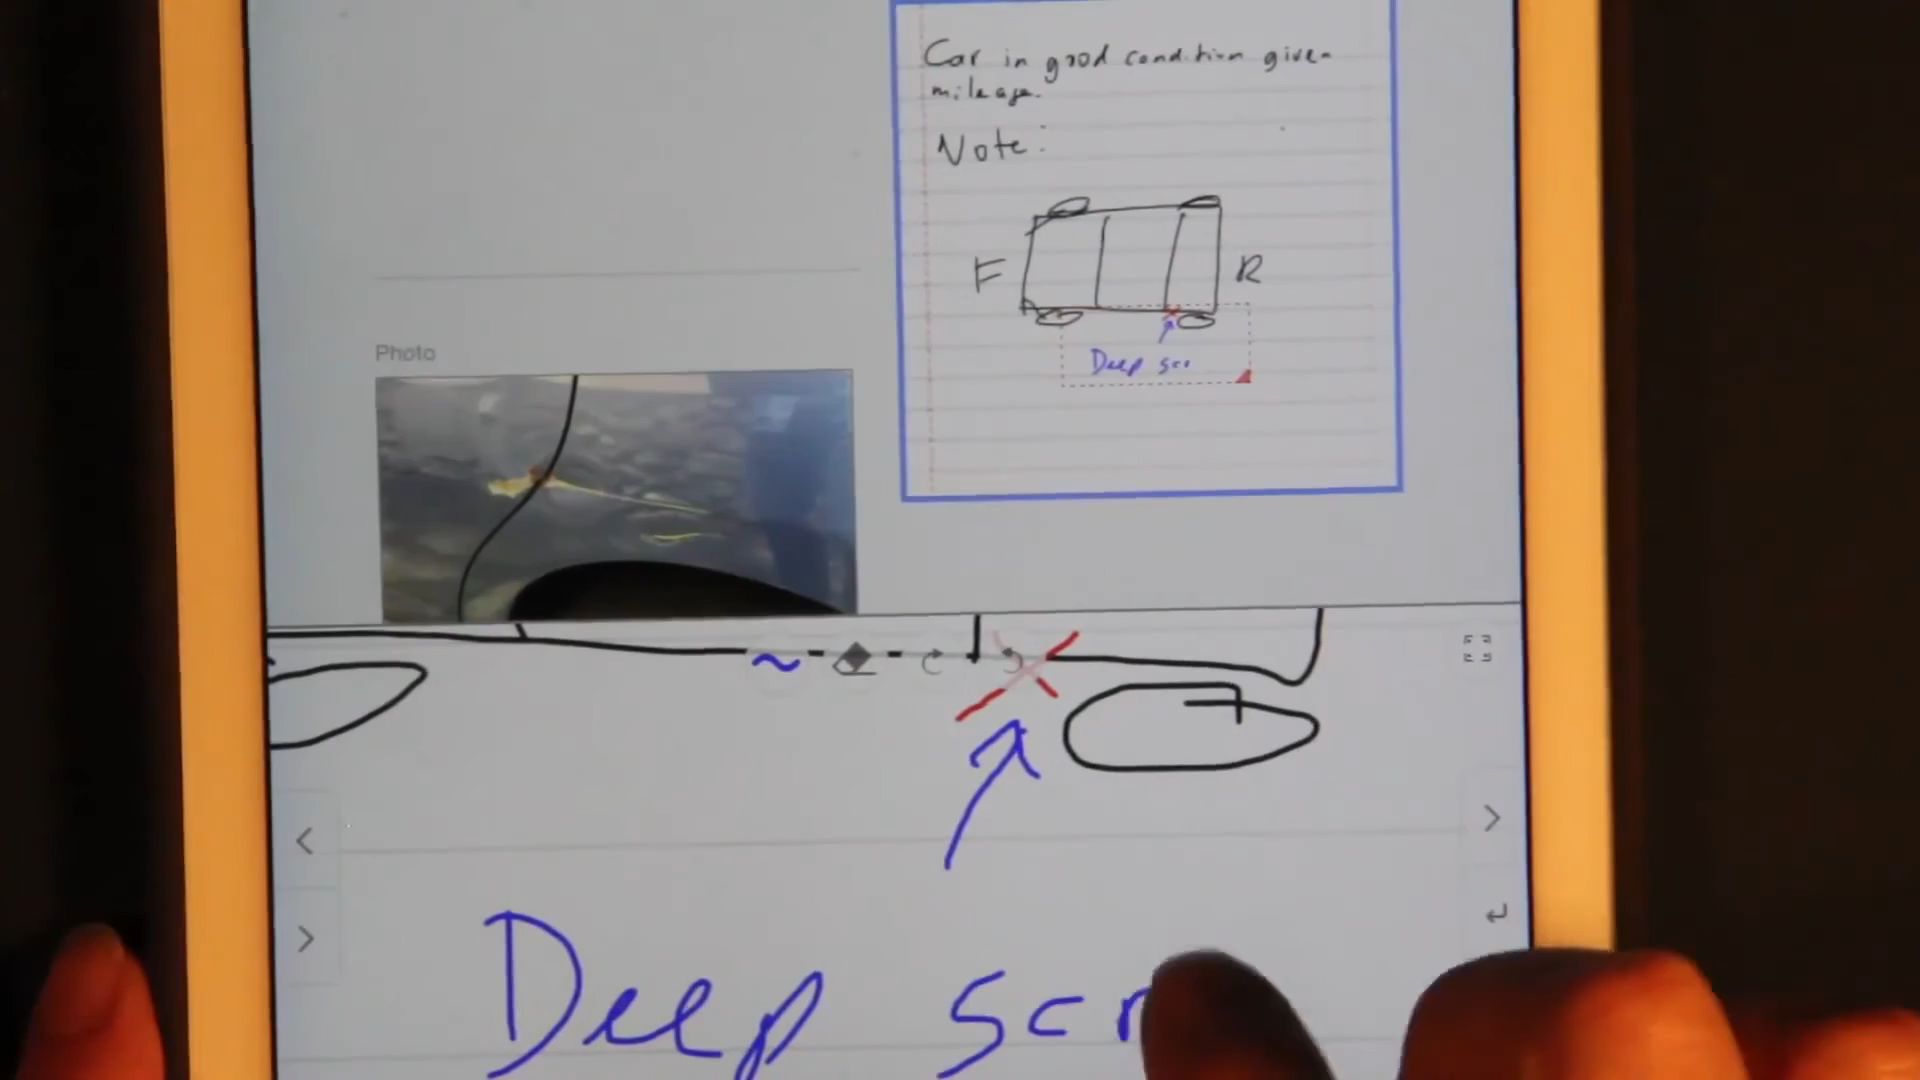 Car in good condition given
mileage.
Note:
F
R
Deep scr
Photo
Deep scr